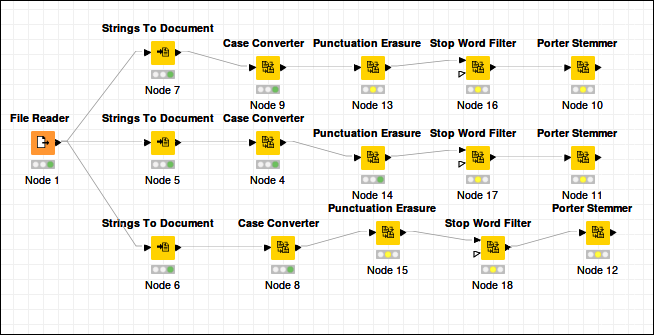 Strings To Document
Case Converter
Punctuation Erasure
Stop Word Filter
Porter Stemmer
Node 7
Node 9
Node 13
Node 16
Node 10
File Reader
Node 1
Strings To Document
Case Converter
Punctuation Erasure
Stop Word Filter
Porter Stemmer
Node 5
Node 4
Node 14
Node 17
Node 11
Strings To Document
Case Converter
Punctuation Erasure
Stop Word Filter
Porter Stemmer
Node 6
Node 8
Node 15
Node 18
Node 12